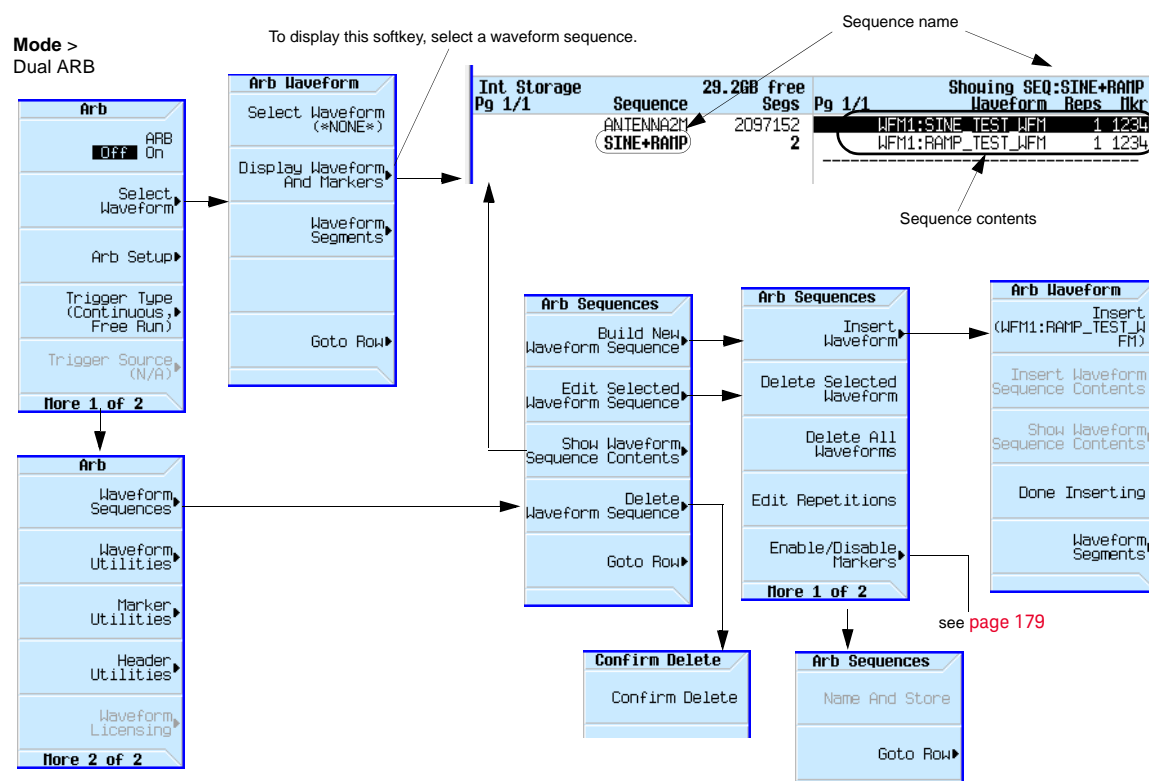 Sequence name
Mode >
Dual ARB
To display this softkey, select a waveform sequence.
Arb
ARB
Off On
Select
Waveform
Arb Setup
Trigger Type
(Continuous,
Free Run)
Trigger Source
(N/A)
More 1 of 2
Arb Waveform
Select Waveform
(*NONE*)
Display Waveform
And Markers
Waveform
Segments
Goto Row
Int Storage 29.2GB free
Pg 1/1 Sequence Segs
ANTENNA2M 2097152
SINE+RAMP 2
Showing SEQ:SINE+RAMP
Pg 1/1 Waveform Reps Mkr
WFM1:SINE_TEST_WFM 1 1234
WFM1:RAMP_TEST_WFM 1 1234
Sequence contents
Arb
Waveform
Sequences
Waveform
Utilities
Marker
Utilities
Header
Utilities
Waveform
Licensing
More 2 of 2
Arb Sequences
Build New
Waveform Sequence
Edit Selected
Waveform Sequence
Show Waveform
Sequence Contents
Delete
Waveform Sequence
Goto Row
Arb Sequences
Insert
Waveform
Delete Selected
Waveform
Delete All
Waveforms
Edit Repetitions
Enable/Disable
Markers
More 1 of 2
Arb Waveform
Insert
(WFM1:RAMP_TEST_W
FM)
Insert Waveform
Sequence Contents
Show Waveform
Sequence Contents
Done Inserting
Waveform
Segments
see page 179
Confirm Delete
Confirm Delete
Arb Sequences
Name And Store
Goto Row